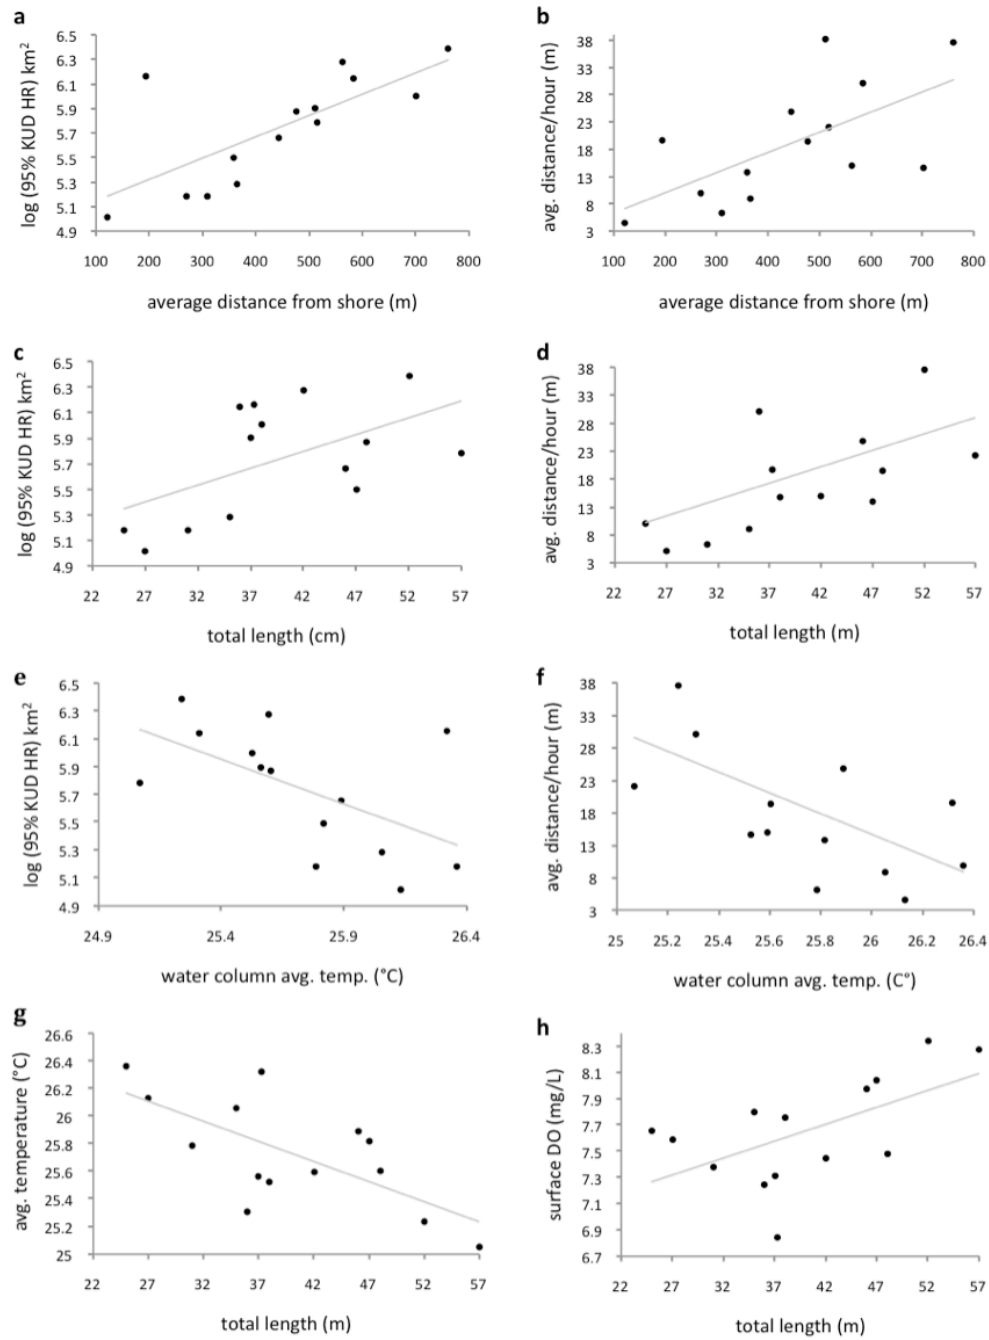 a
log (95% KUD HR) km²
6.5
6.3
6.1
5.9
5.7
5.5
5.3
5.1
4.9
100 200 300 400 500 600 700 800
average distance from shore (m)
b
avg. distance/hour (m)
38
33
28
23
18
13
8
3
100 200 300 400 500 600 700 800
average distance from shore (m)
c
log (95% KUD HR) km²
6.5
6.3
6.1
5.9
5.7
5.5
5.3
5.1
4.9
22 27 32 37 42 47 52 57
total length (cm)
d
avg. distance/hour (m)
38
33
28
23
18
13
8
3
22 27 32 37 42 47 52 57
total length (m)
e
log (95% KUD HR) km²
6.5
6.3
6.1
5.9
5.7
5.5
5.3
5.1
4.9
24.9 25.4 25.9 26.4
water column avg. temp. (°C)
f
avg. distance/hour (m)
38
33
28
23
18
13
8
3
25 25.2 25.4 25.6 25.8 26 26.2 26.4
water column avg. temp. (C°)
g
avg. temperature (°C)
26.6
26.4
26.2
26
25.8
25.6
25.4
25.2
25
22 27 32 37 42 47 52 57
total length (m)
h
surface DO (mg/L)
8.3
8.1
7.9
7.7
7.5
7.3
7.1
6.9
6.7
22 27 32 37 42 47 52 57
total length (m)